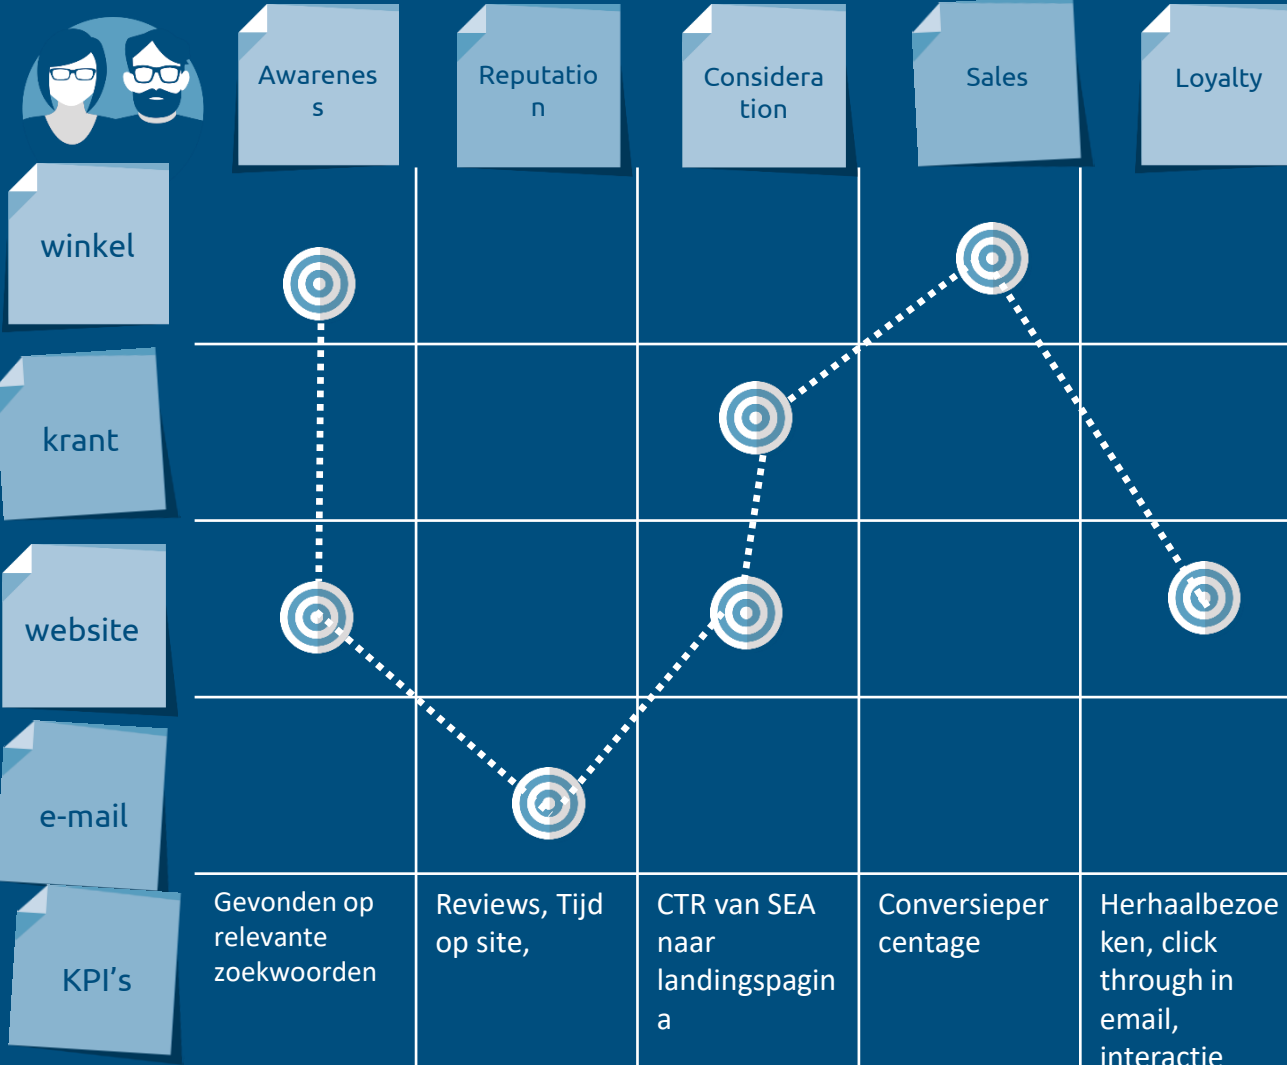 Awarenes
s
Reputatio
n
Considera
tion
Sales
Loyalty
winkel
krant
website
e-mail
KPI’s
Gevonden op
relevante
zoekwoorden
Reviews, Tijd
op site,
CTR van SEA
naar
landingspagin
a
Conversieper
centage
Herhaalbezoe
ken, click
through in
email,
interactie